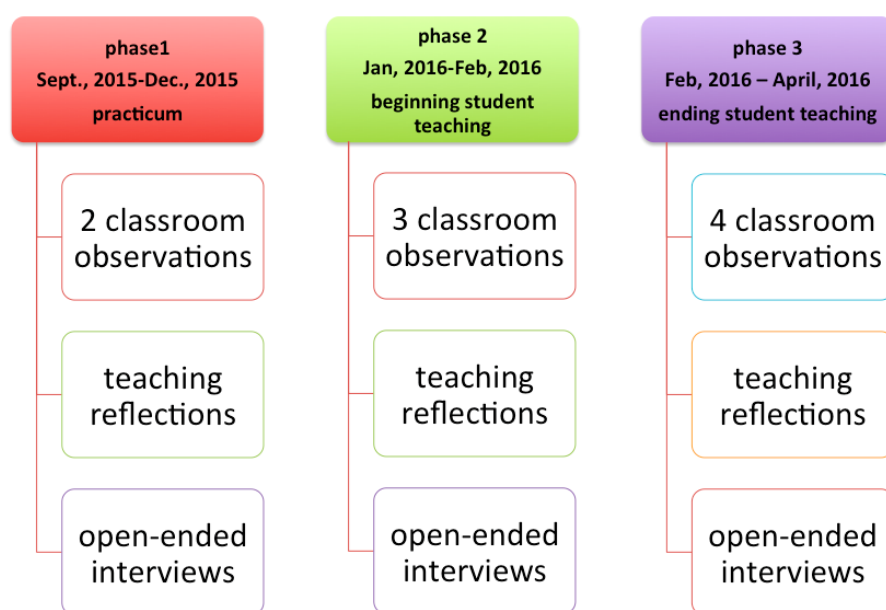 phase1
Sept., 2015-Dec., 2015
practicum
2 classroom
observations
teaching
reflections
open-ended
interviews
phase 2
Jan, 2016-Feb, 2016
beginning student
teaching
3 classroom
observations
teaching
reflections
open-ended
interviews
phase 3
Feb, 2016 – April, 2016
ending student teaching
4 classroom
observations
teaching
reflections
open-ended
interviews